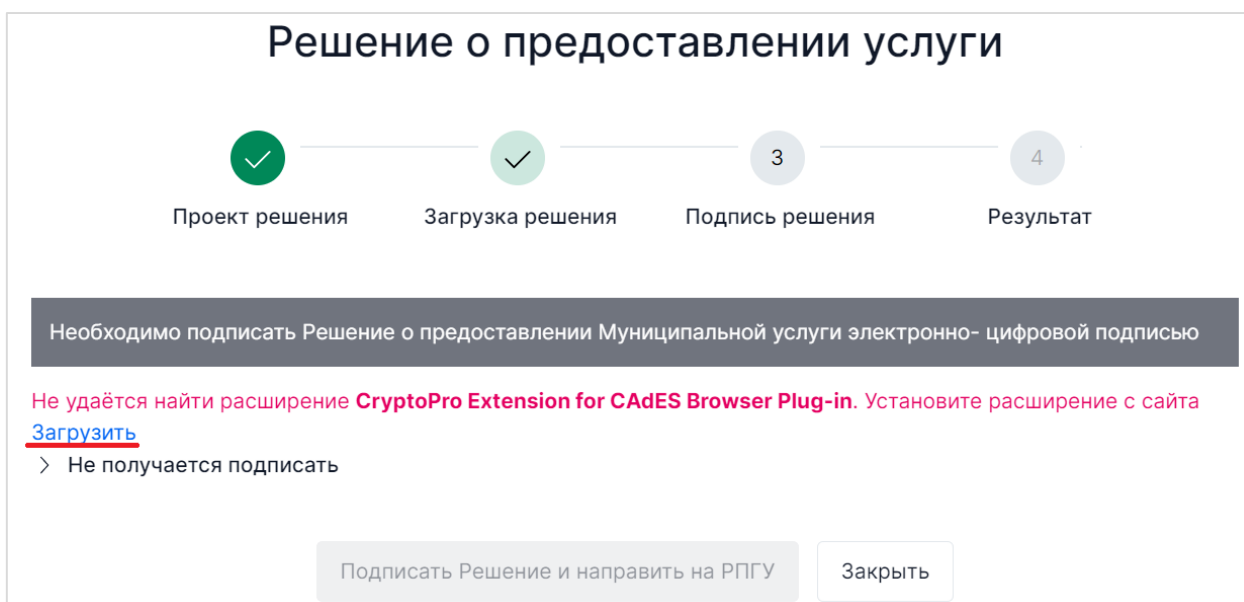 Решение о предоставлении услуги
3
4
Проект решения
Загрузка решения
Подпись решения
Результат
Необходимо подписать Решение о предоставлении Муниципальной услуги электронно- цифровой подписью
Не удаётся найти расширение CryptoPro Extension for CAdES Browser Plug-in. Установите расширение с сайта
Загрузить
Не получается подписать
Подписать Решение и направить на РПГУ
Закрыть